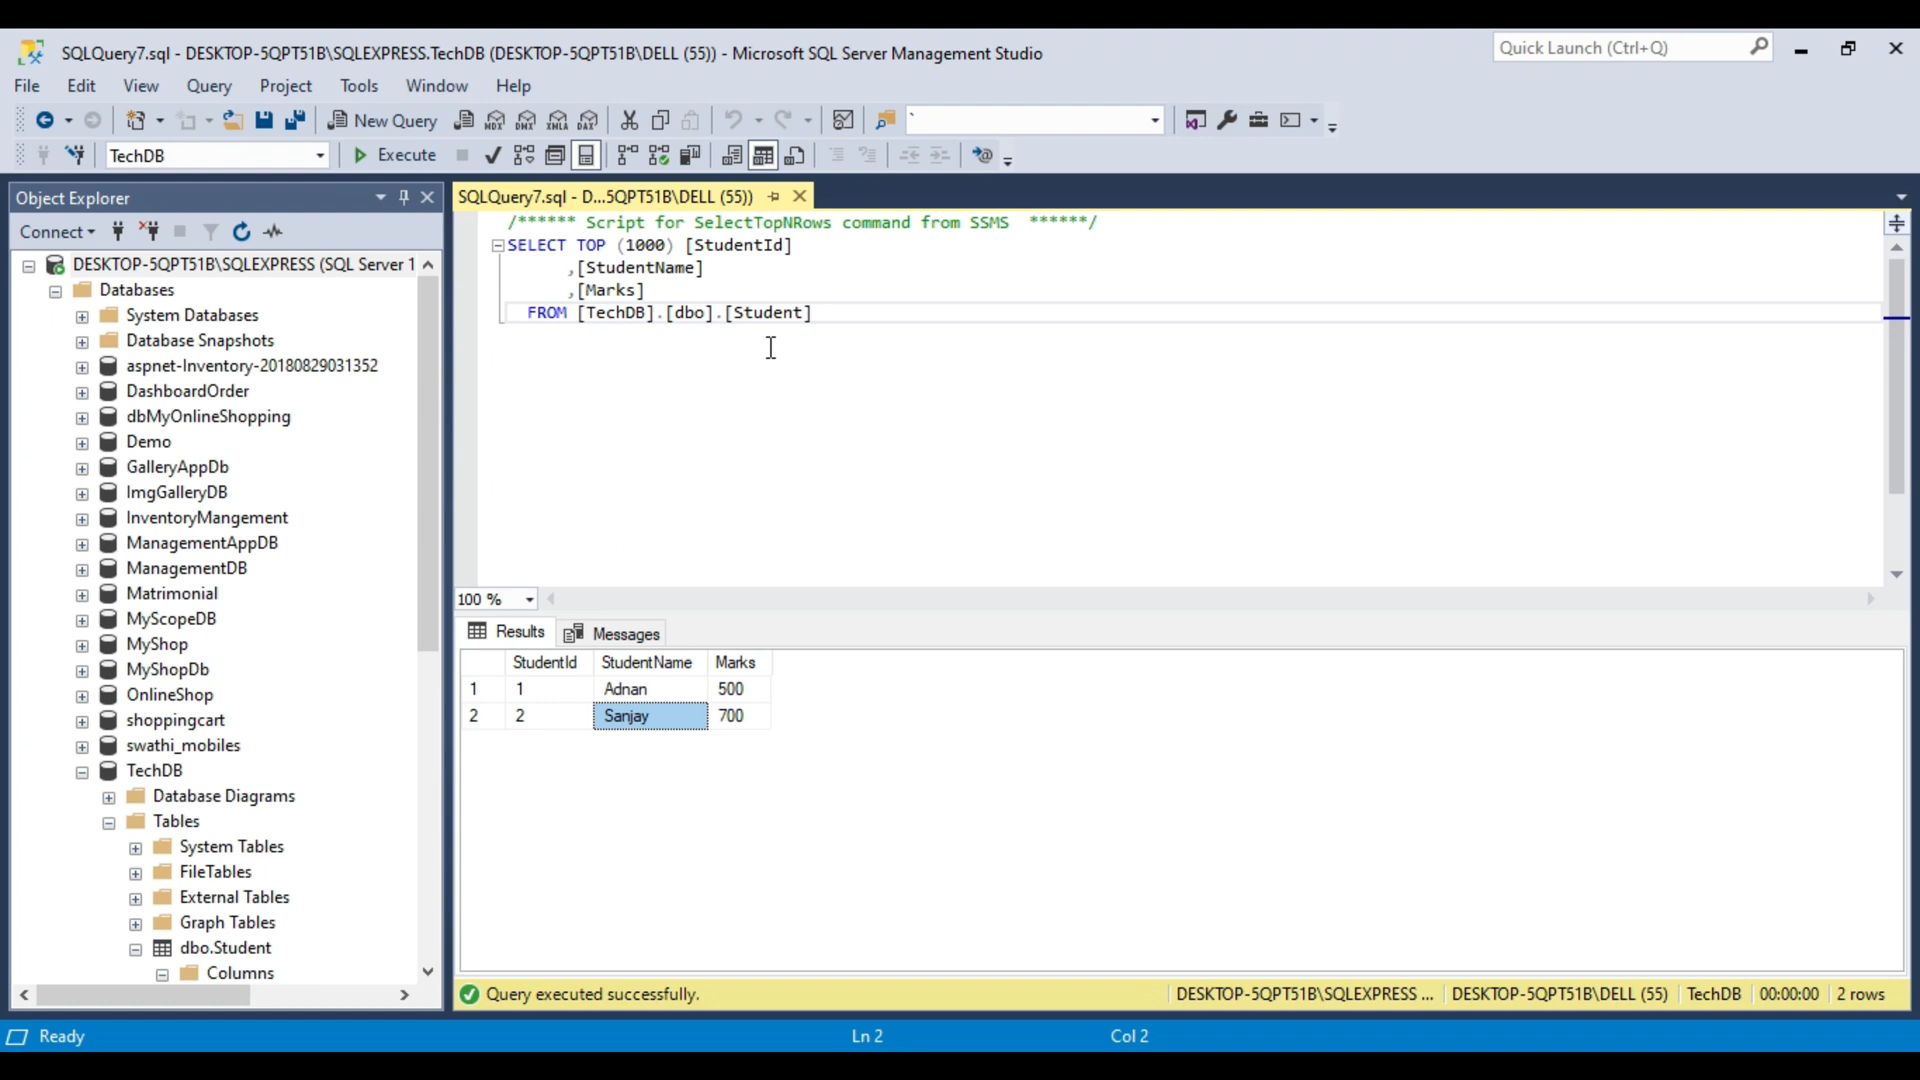 SQLQuery7.sql - DESKTOP-5QPT51B\SQLEXPRESS.TechDB (DESKTOP-5QPT51B\DELL (55)) - Microsoft SQL Server Management Studio
Quick Launch (Ctrl+Q)
File Edit View Query Project Tools Window Help
New Query MDX DMX XMLA DAX `
TechDB Execute
Object Explorer
SQLQuery7.sql - D...5QPT51B\DELL (55))
Connect
DESKTOP-5QPT51B\SQLEXPRESS (SQL Server 1
Databases
System Databases
Database Snapshots
aspnet-Inventory-20180829031352
DashboardOrder
dbMyOnlineShopping
Demo
GalleryAppDb
ImgGalleryDB
InventoryMangement
ManagementAppDB
ManagementDB
Matrimonial
MyScopeDB
MyShop
MyShopDb
OnlineShop
shoppingcart
swathi_mobiles
TechDB
Database Diagrams
Tables
System Tables
FileTables
External Tables
Graph Tables
dbo.Student
Columns
/****** Script for SelectTopNRows command from SSMS ******/
SELECT TOP (1000) [StudentId]
,[StudentName]
,[Marks]
FROM [TechDB].[dbo].[Student]
100 %
Results Messages
StudentId StudentName Marks
1 1 Adnan 500
2 2 Sanjay 700
Query executed successfully. DESKTOP-5QPT51B\SQLEXPRESS ... DESKTOP-5QPT51B\DELL (55) TechDB 00:00:00 2 rows
Ready Ln 2 Col 2